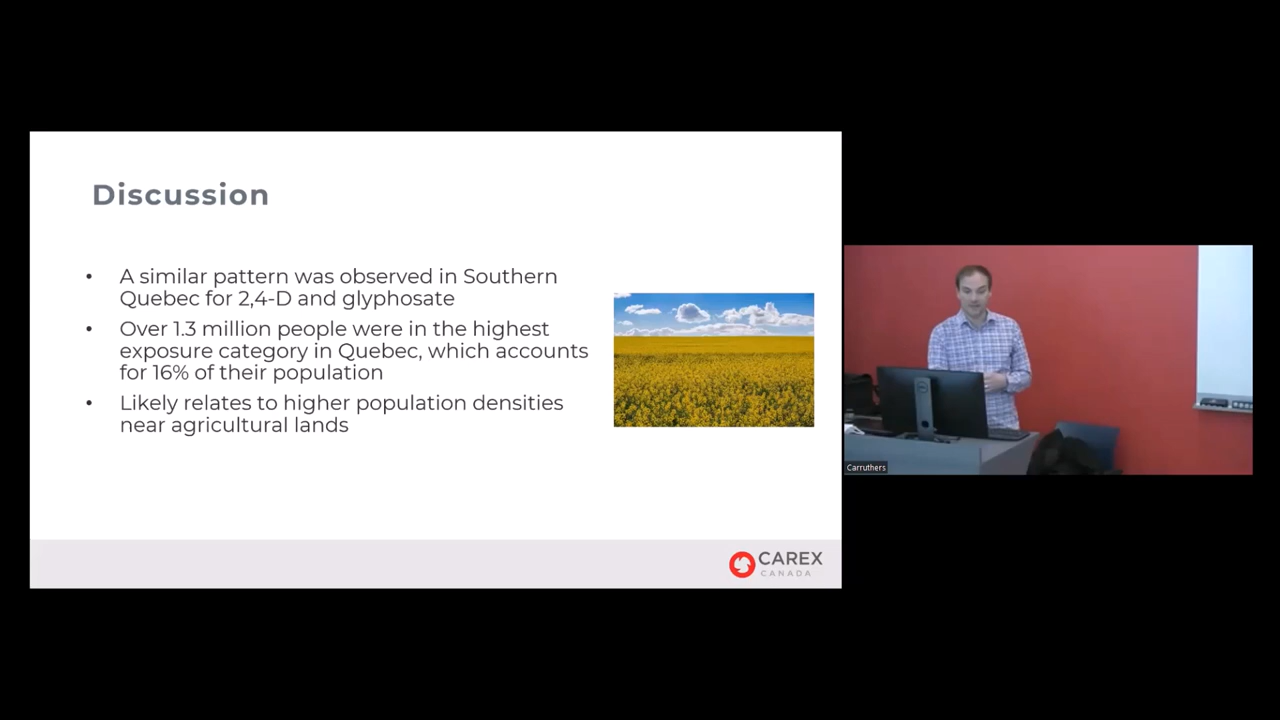 Discussion
• A similar pattern was observed in Southern
Quebec for 2,4-D and glyphosate
• Over 1.3 million people were in the highest
exposure category in Quebec, which accounts
for 16% of their population
• Likely relates to higher population densities
near agricultural lands
CAREX
CANADA
Carruthers